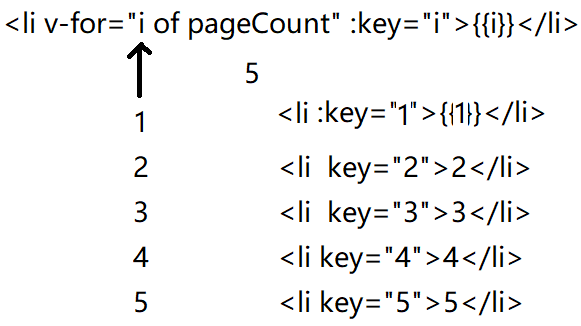 <li v-for="i of pageCount" :key="i">{{i}}</li>
5
1 <li :key="1">{{1}}</li>
2 <li key="2">2</li>
3 <li key="3">3</li>
4 <li key="4">4</li>
5 <li key="5">5</li>